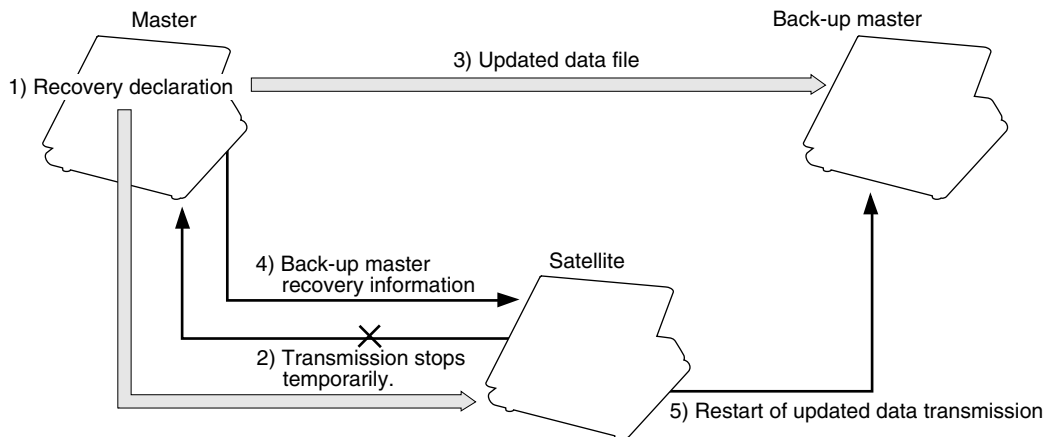 Master
Back-up master
1) Recovery declaration
3) Updated data file
4) Back-up master
recovery information
Satellite
2) Transmission stops
temporarily.
5) Restart of updated data transmission